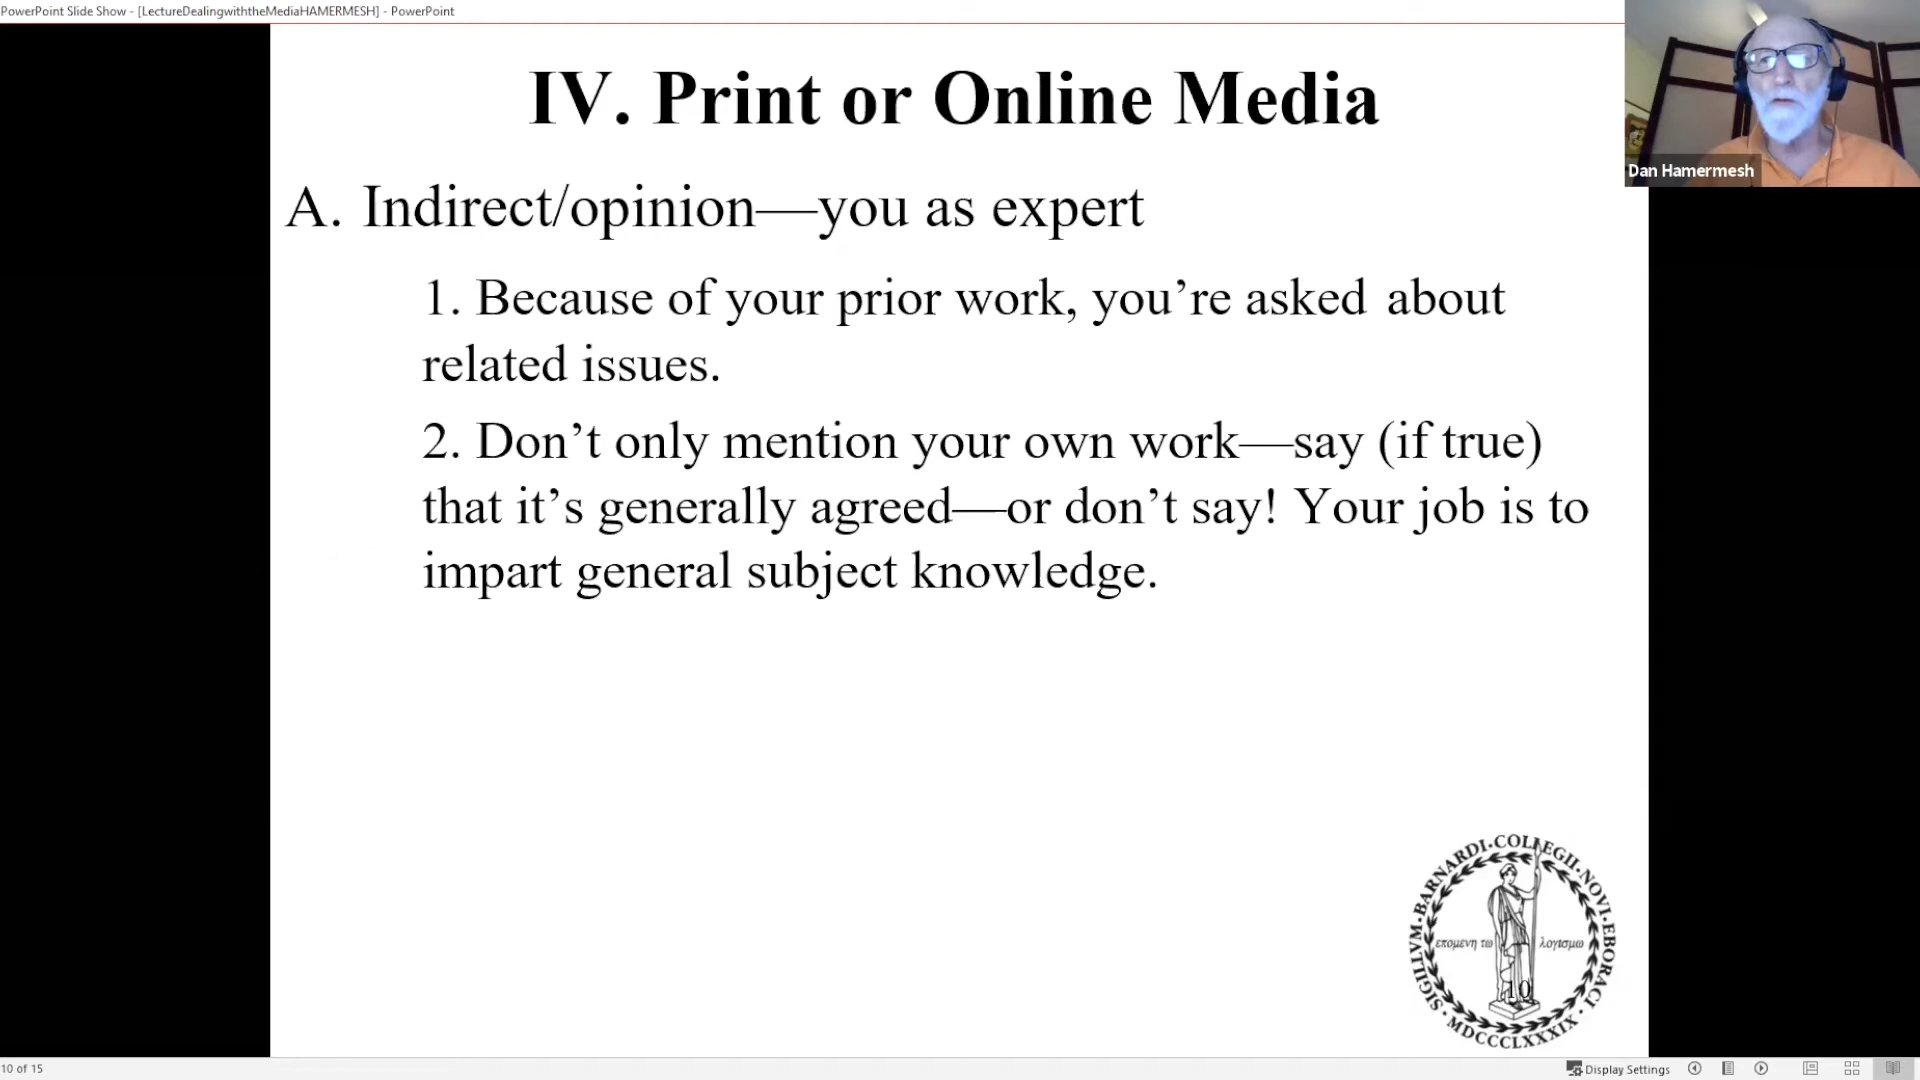 PowerPoint Slide Show - [LectureDealingwiththeMediaHAMERMESH] - PowerPoint
IV. Print or Online Media
Dan Hamermesh
A. Indirect/opinion—you as expert
1. Because of your prior work, you’re asked about
related issues.
2. Don’t only mention your own work—say (if true)
that it’s generally agreed—or don’t say! Your job is to
impart general subject knowledge.
SIGILLVM·BARNARDI·COLLEGII·NOVI·EBORACI
επομενη τω λογισμω
10
·MDCCCLXXXIX·
10 of 15
Display Settings